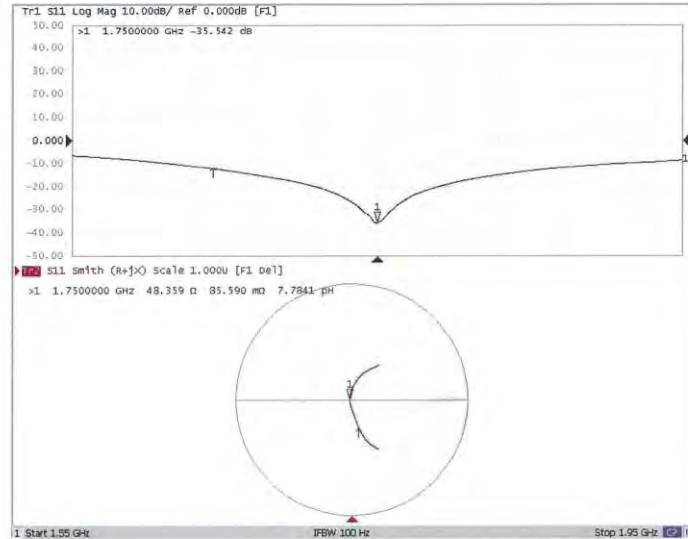 Tr1 S11 Log Mag 10.00dB/ Ref 0.000dB [F1]
50.00
>1 1.7500000 GHz -35.542 dB
40.00
30.00
20.00
10.00
0.000
-10.00
-20.00
-30.00
-40.00
-50.00
1
1
Tr2 S11 Smith (R+jX) Scale 1.000U [F1 Del]
>1 1.7500000 GHz 48.359 Ω 85.590 mΩ 7.7841 pH
1
1 Start 1.55 GHz IFBW 100 Hz Stop 1.95 GHz C?